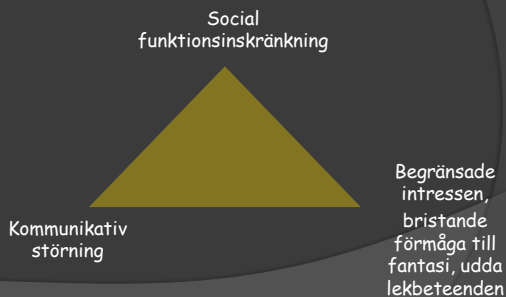 Social
funktionsinskränkning
Kommunikativ
störning
Begränsade
intressen,
bristande
förmåga till
fantasi, udda
lekbeteenden